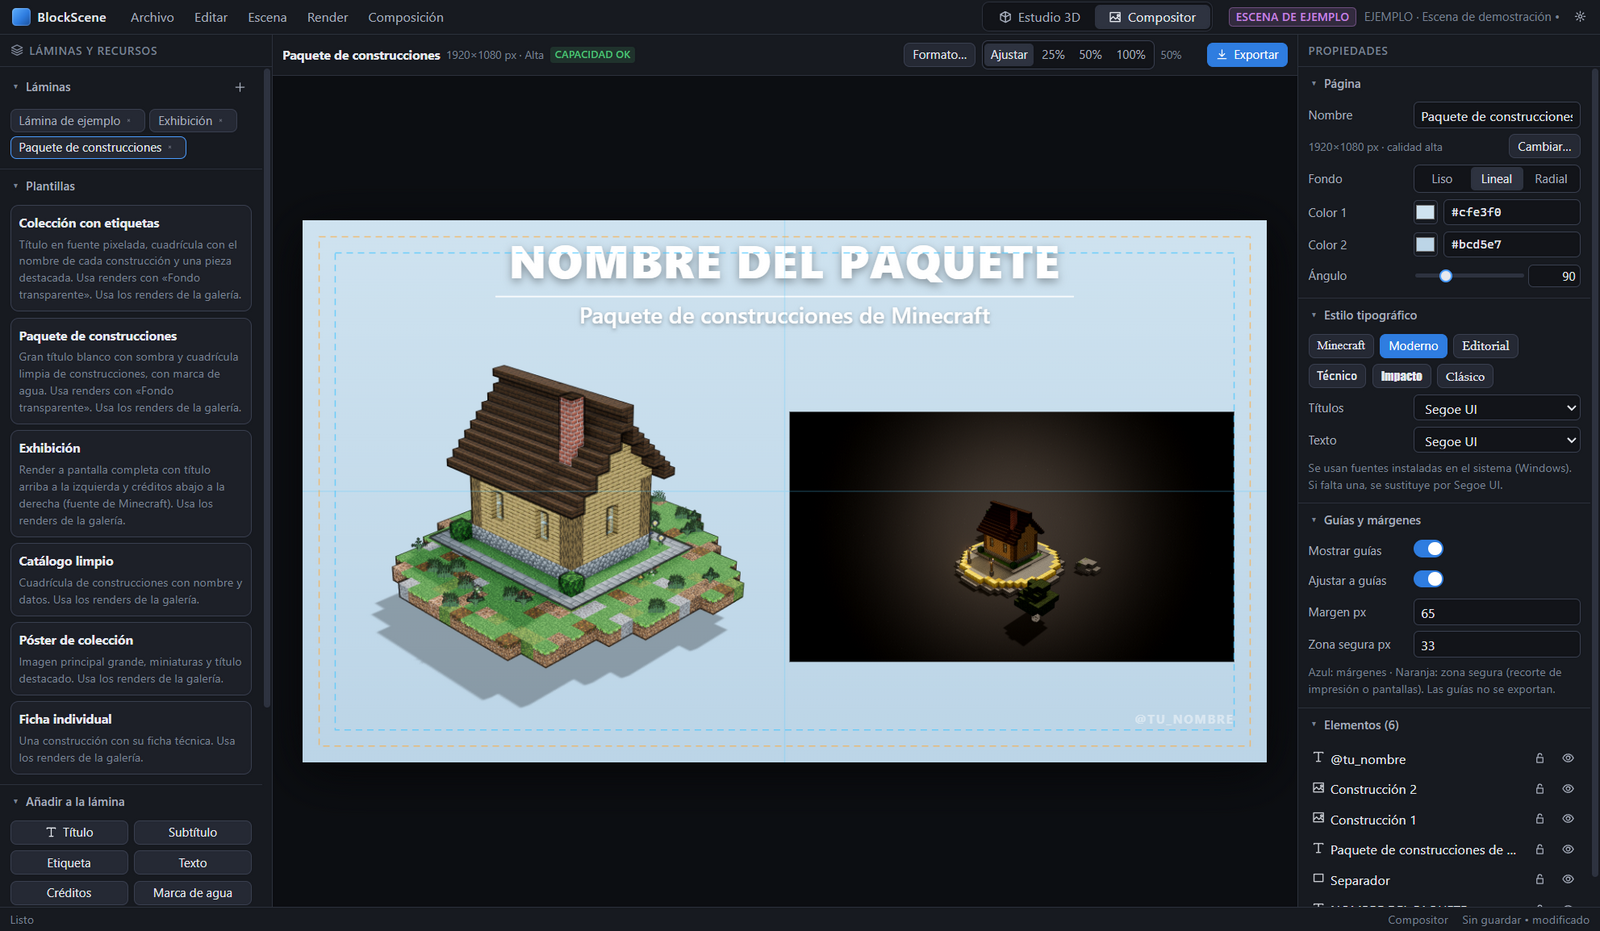 BlockScene
Archivo
Editar
Escena
Render
Composición
Estudio 3D
Compositor
ESCENA DE EJEMPLO
EJEMPLO · Escena de demostración •
LÁMINAS Y RECURSOS
Láminas
Lámina de ejemplo
Exhibición
Paquete de construcciones
Plantillas
Colección con etiquetas
Título en fuente pixelada, cuadrícula con el
nombre de cada construcción y una pieza
destacada. Usa renders con «Fondo
transparente». Usa los renders de la galería.
Paquete de construcciones
Gran título blanco con sombra y cuadrícula
limpia de construcciones, con marca de
agua. Usa renders con «Fondo
transparente». Usa los renders de la galería.
Exhibición
Render a pantalla completa con título
arriba a la izquierda y créditos abajo a la
derecha (fuente de Minecraft). Usa los
renders de la galería.
Catálogo limpio
Cuadrícula de construcciones con nombre y
datos. Usa los renders de la galería.
Póster de colección
Imagen principal grande, miniaturas y título
destacado. Usa los renders de la galería.
Ficha individual
Una construcción con su ficha técnica. Usa
los renders de la galería.
Añadir a la lámina
Título
Subtítulo
Etiqueta
Texto
Créditos
Marca de agua
Paquete de construcciones 1920×1080 px · Alta CAPACIDAD OK
Formato...
Ajustar
25%
50%
100%
50%
Exportar
NOMBRE DEL PAQUETE
Paquete de construcciones de Minecraft
@TU_NOMBRE
PROPIEDADES
Página
Nombre
Paquete de construcciones
1920×1080 px · calidad alta
Cambiar...
Fondo
Liso
Lineal
Radial
Color 1
#cfe3f0
Color 2
#bcd5e7
Ángulo
90
Estilo tipográfico
Minecraft
Moderno
Editorial
Técnico
Impacto
Clásico
Títulos
Segoe UI
Texto
Segoe UI
Se usan fuentes instaladas en el sistema (Windows).
Si falta una, se sustituye por Segoe UI.
Guías y márgenes
Mostrar guías
Ajustar a guías
Margen px
65
Zona segura px
33
Azul: márgenes · Naranja: zona segura (recorte de
impresión o pantallas). Las guías no se exportan.
Elementos (6)
@tu_nombre
Construcción 2
Construcción 1
Paquete de construcciones de ...
Separador
Listo
Compositor
Sin guardar • modificado